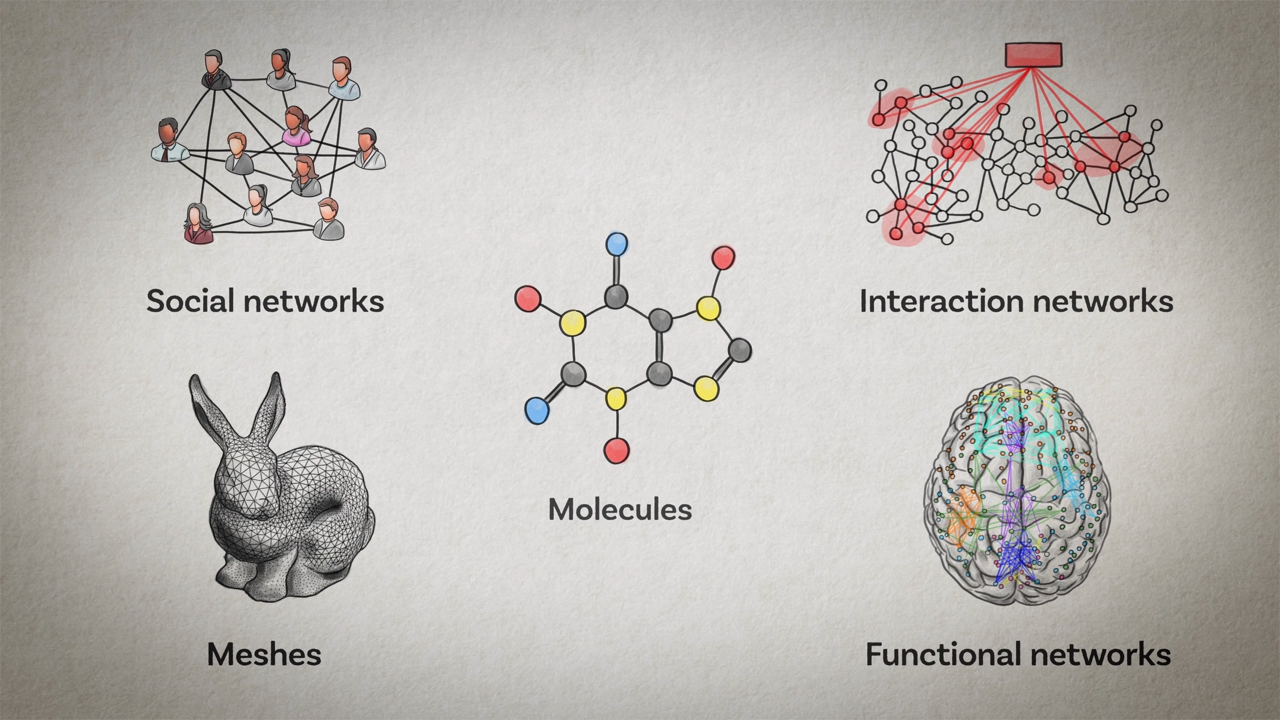 Social networks
Interaction networks
Molecules
Meshes
Functional networks